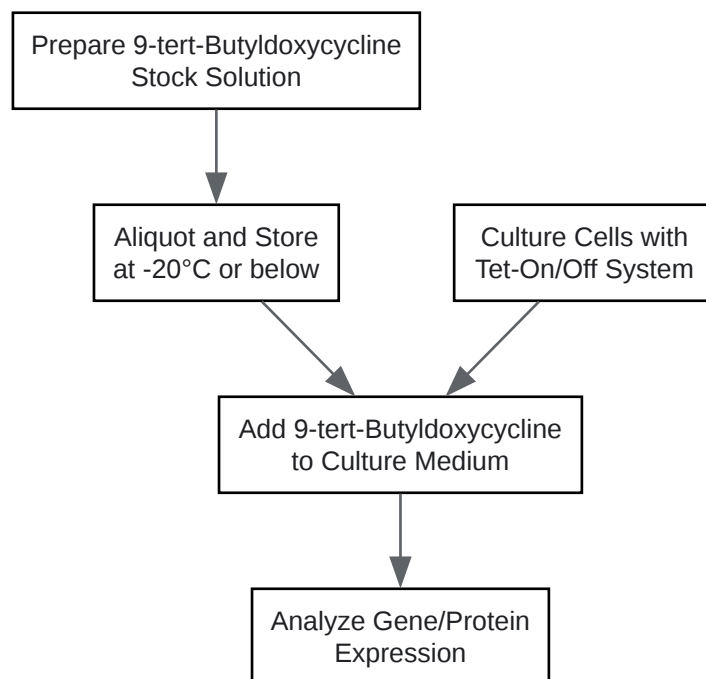 Prepare 9-tert-Butyldoxycycline
Stock Solution
Aliquot and Store
at -20°C or below
Culture Cells with
Tet-On/Off System
Add 9-tert-Butyldoxycycline
to Culture Medium
Analyze Gene/Protein
Expression